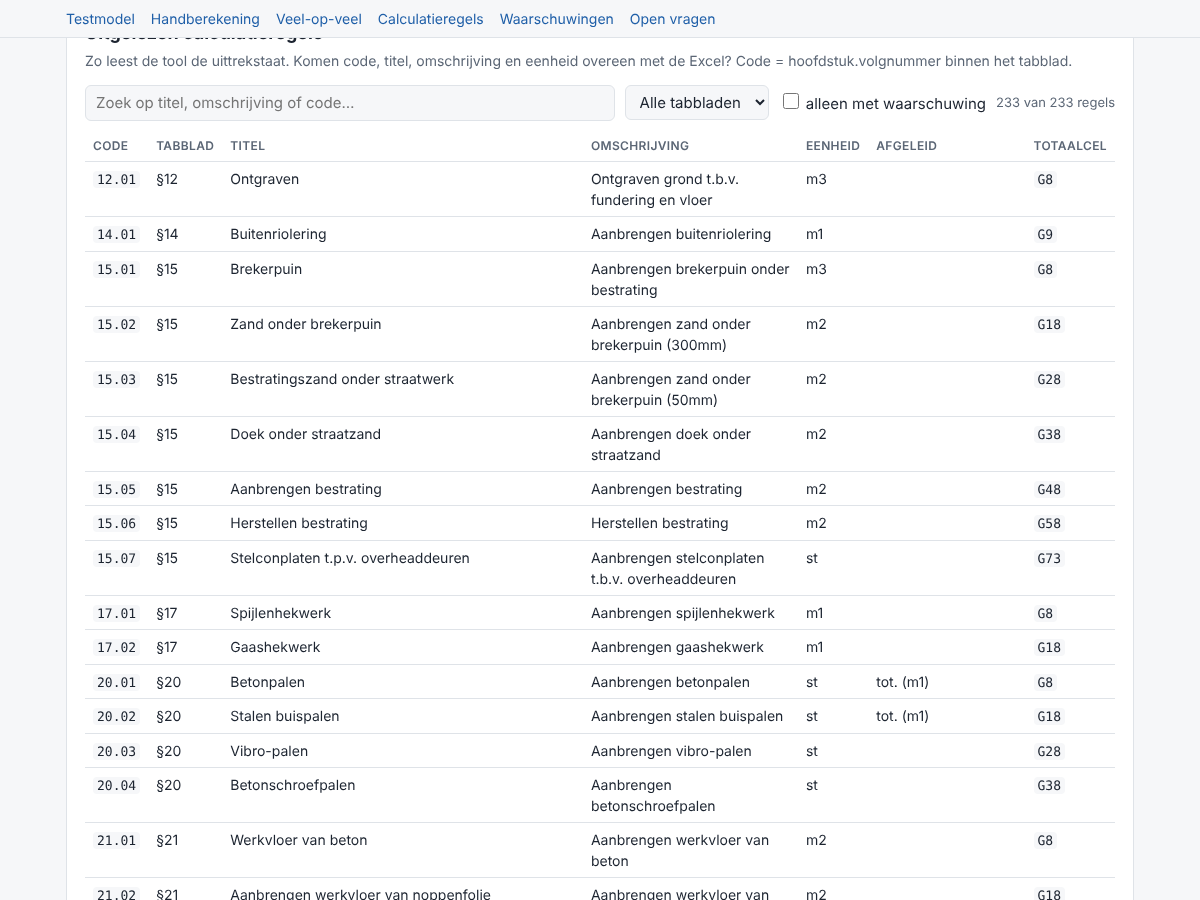 Testmodel Handberekening Veel-op-veel Calculatieregels Waarschuwingen Open vragen
Uitgelezen calculatieregels
Zo leest de tool de uittrekstaat. Komen code, titel, omschrijving en eenheid overeen met de Excel? Code = hoofdstuk.volgnummer binnen het tabblad.
Zoek op titel, omschrijving of code... Alle tabbladen alleen met waarschuwing 233 van 233 regels
CODE TABBLAD TITEL OMSCHRIJVING EENHEID AFGELEID TOTAALCEL
12.01 §12 Ontgraven Ontgraven grond t.b.v. m3 G8
fundering en vloer
14.01 §14 Buitenriolering Aanbrengen buitenriolering m1 G9
15.01 §15 Brekerpuin Aanbrengen brekerpuin onder m3 G8
bestrating
15.02 §15 Zand onder brekerpuin Aanbrengen zand onder m2 G18
brekerpuin (300mm)
15.03 §15 Bestratingszand onder straatwerk Aanbrengen zand onder m2 G28
brekerpuin (50mm)
15.04 §15 Doek onder straatzand Aanbrengen doek onder m2 G38
straatzand
15.05 §15 Aanbrengen bestrating Aanbrengen bestrating m2 G48
15.06 §15 Herstellen bestrating Herstellen bestrating m2 G58
15.07 §15 Stelconplaten t.p.v. overheaddeuren Aanbrengen stelconplaten st G73
t.b.v. overheaddeuren
17.01 §17 Spijlenhekwerk Aanbrengen spijlenhekwerk m1 G8
17.02 §17 Gaashekwerk Aanbrengen gaashekwerk m1 G18
20.01 §20 Betonpalen Aanbrengen betonpalen st tot. (m1) G8
20.02 §20 Stalen buispalen Aanbrengen stalen buispalen st tot. (m1) G18
20.03 §20 Vibro-palen Aanbrengen vibro-palen st G28
20.04 §20 Betonschroefpalen Aanbrengen st G38
betonschroefpalen
21.01 §21 Werkvloer van beton Aanbrengen werkvloer van m2 G8
beton
21.02 §21 Aanbrengen werkvloer van noppenfolie Aanbrengen werkvloer van m2 G18